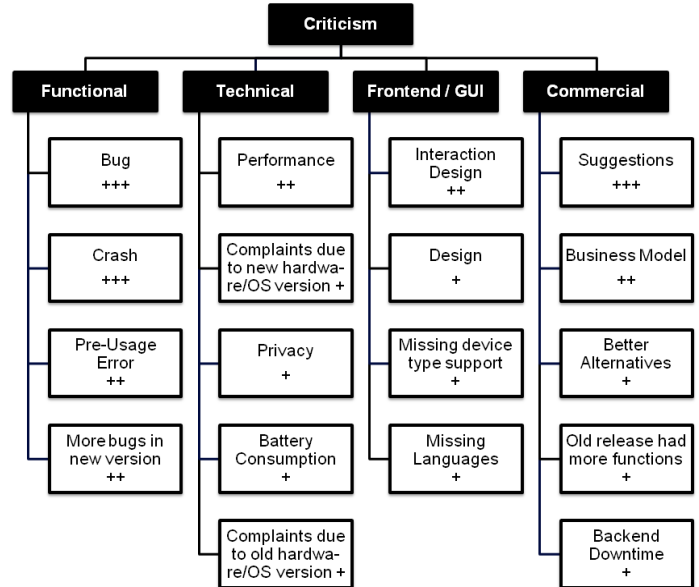 Criticism
Functional
Technical
Frontend / GUI
Commercial
Bug
+++
Crash
+++
Pre-Usage
Error
++
More bugs in
new version
++
Performance
++
Complaints due
to new hardwa-
re/OS version +
Privacy
+
Battery
Consumption
+
Complaints due
to old hardwa-
re/OS version +
Interaction
Design
++
Design
+
Missing device
type support
+
Missing
Languages
+
Suggestions
+++
Business Model
++
Better
Alternatives
+
Old release had
more functions
+
Backend
Downtime
+